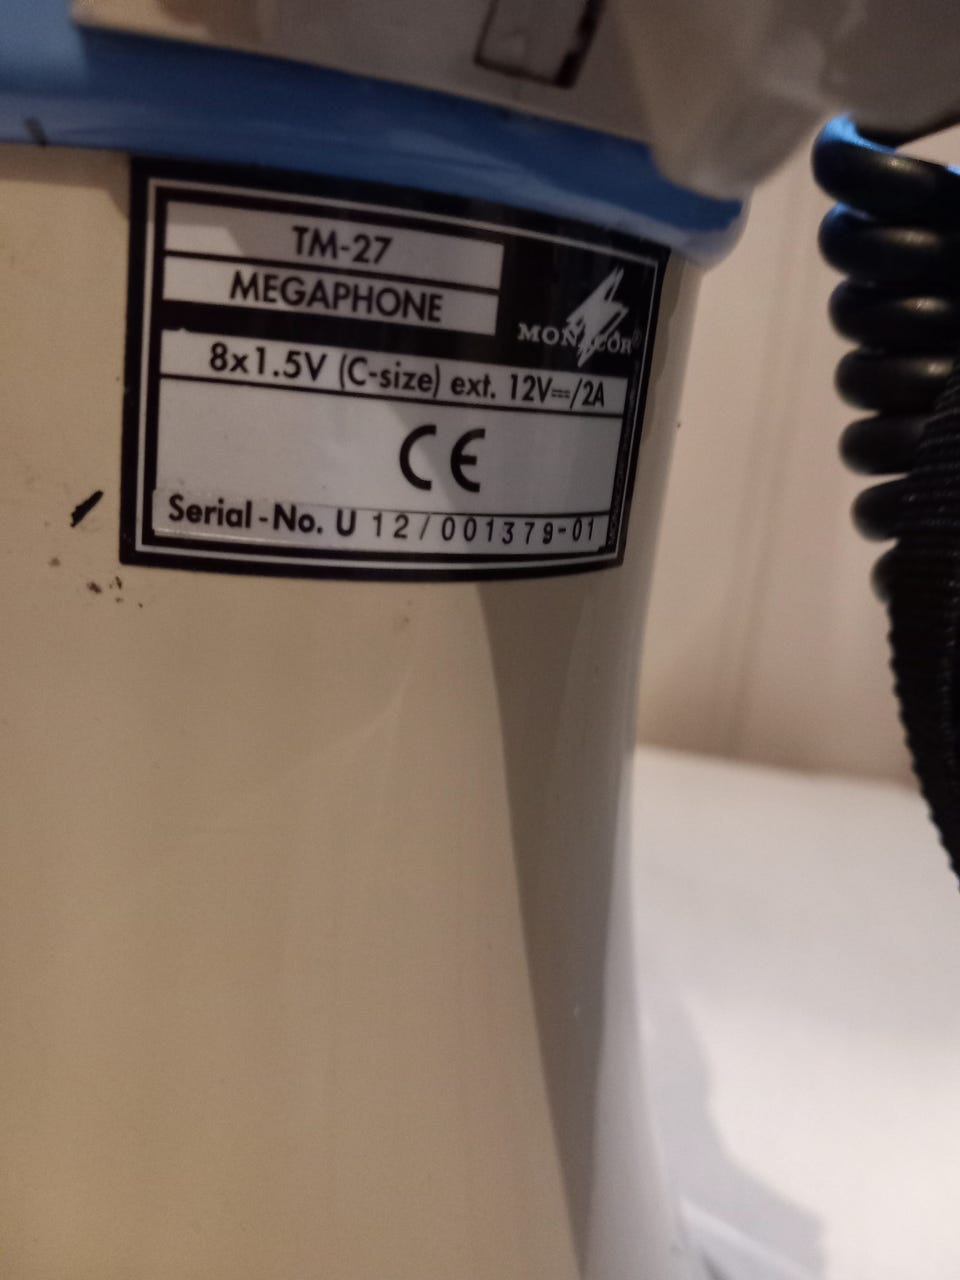 TM-27
MEGAPHONE
MONACOR®
8x1.5V (C-size) ext. 12V⎓/2A
CE
Serial-No. U 12/001379-01